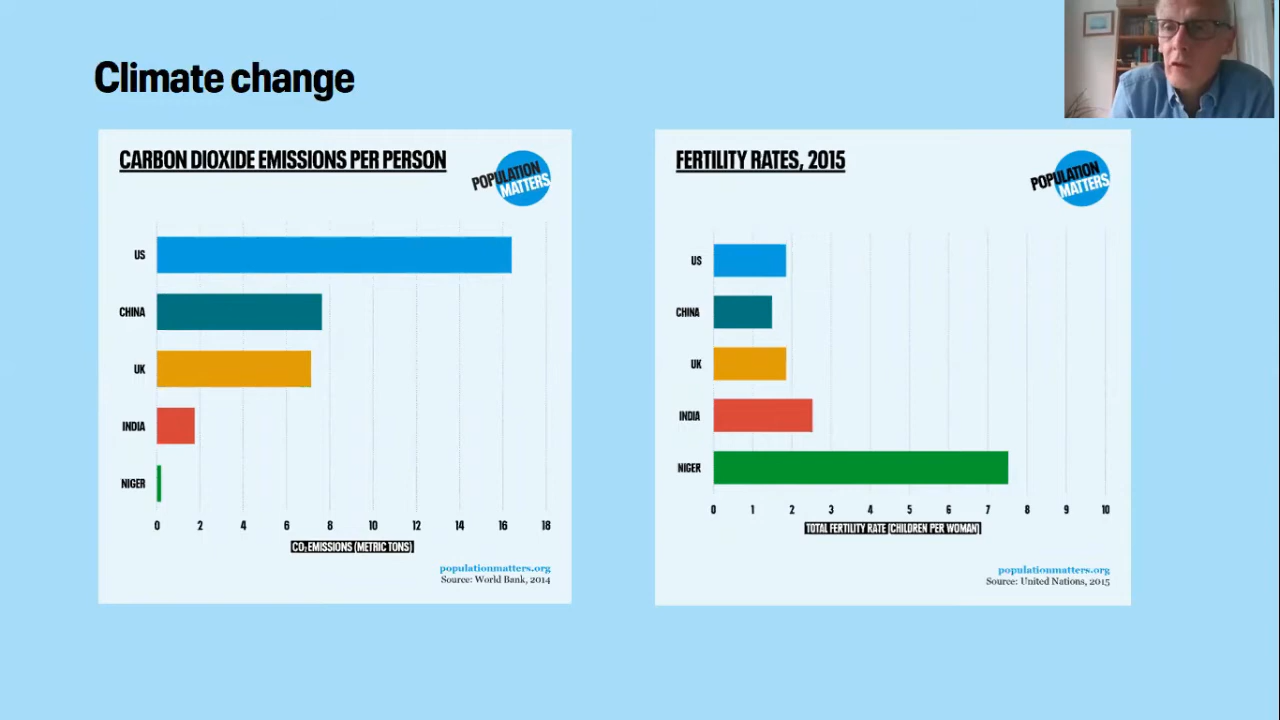 Climate change
CARBON DIOXIDE EMISSIONS PER PERSON
POPULATION
MATTERS
US
CHINA
UK
INDIA
NIGER
0 2 4 6 8 10 12 14 16 18
CO₂ EMISSIONS (METRIC TONS)
populationmatters.org
Source: World Bank, 2014
FERTILITY RATES, 2015
POPULATION
MATTERS
US
CHINA
UK
INDIA
NIGER
0 1 2 3 4 5 6 7 8 9 10
TOTAL FERTILITY RATE (CHILDREN PER WOMAN)
populationmatters.org
Source: United Nations, 2015